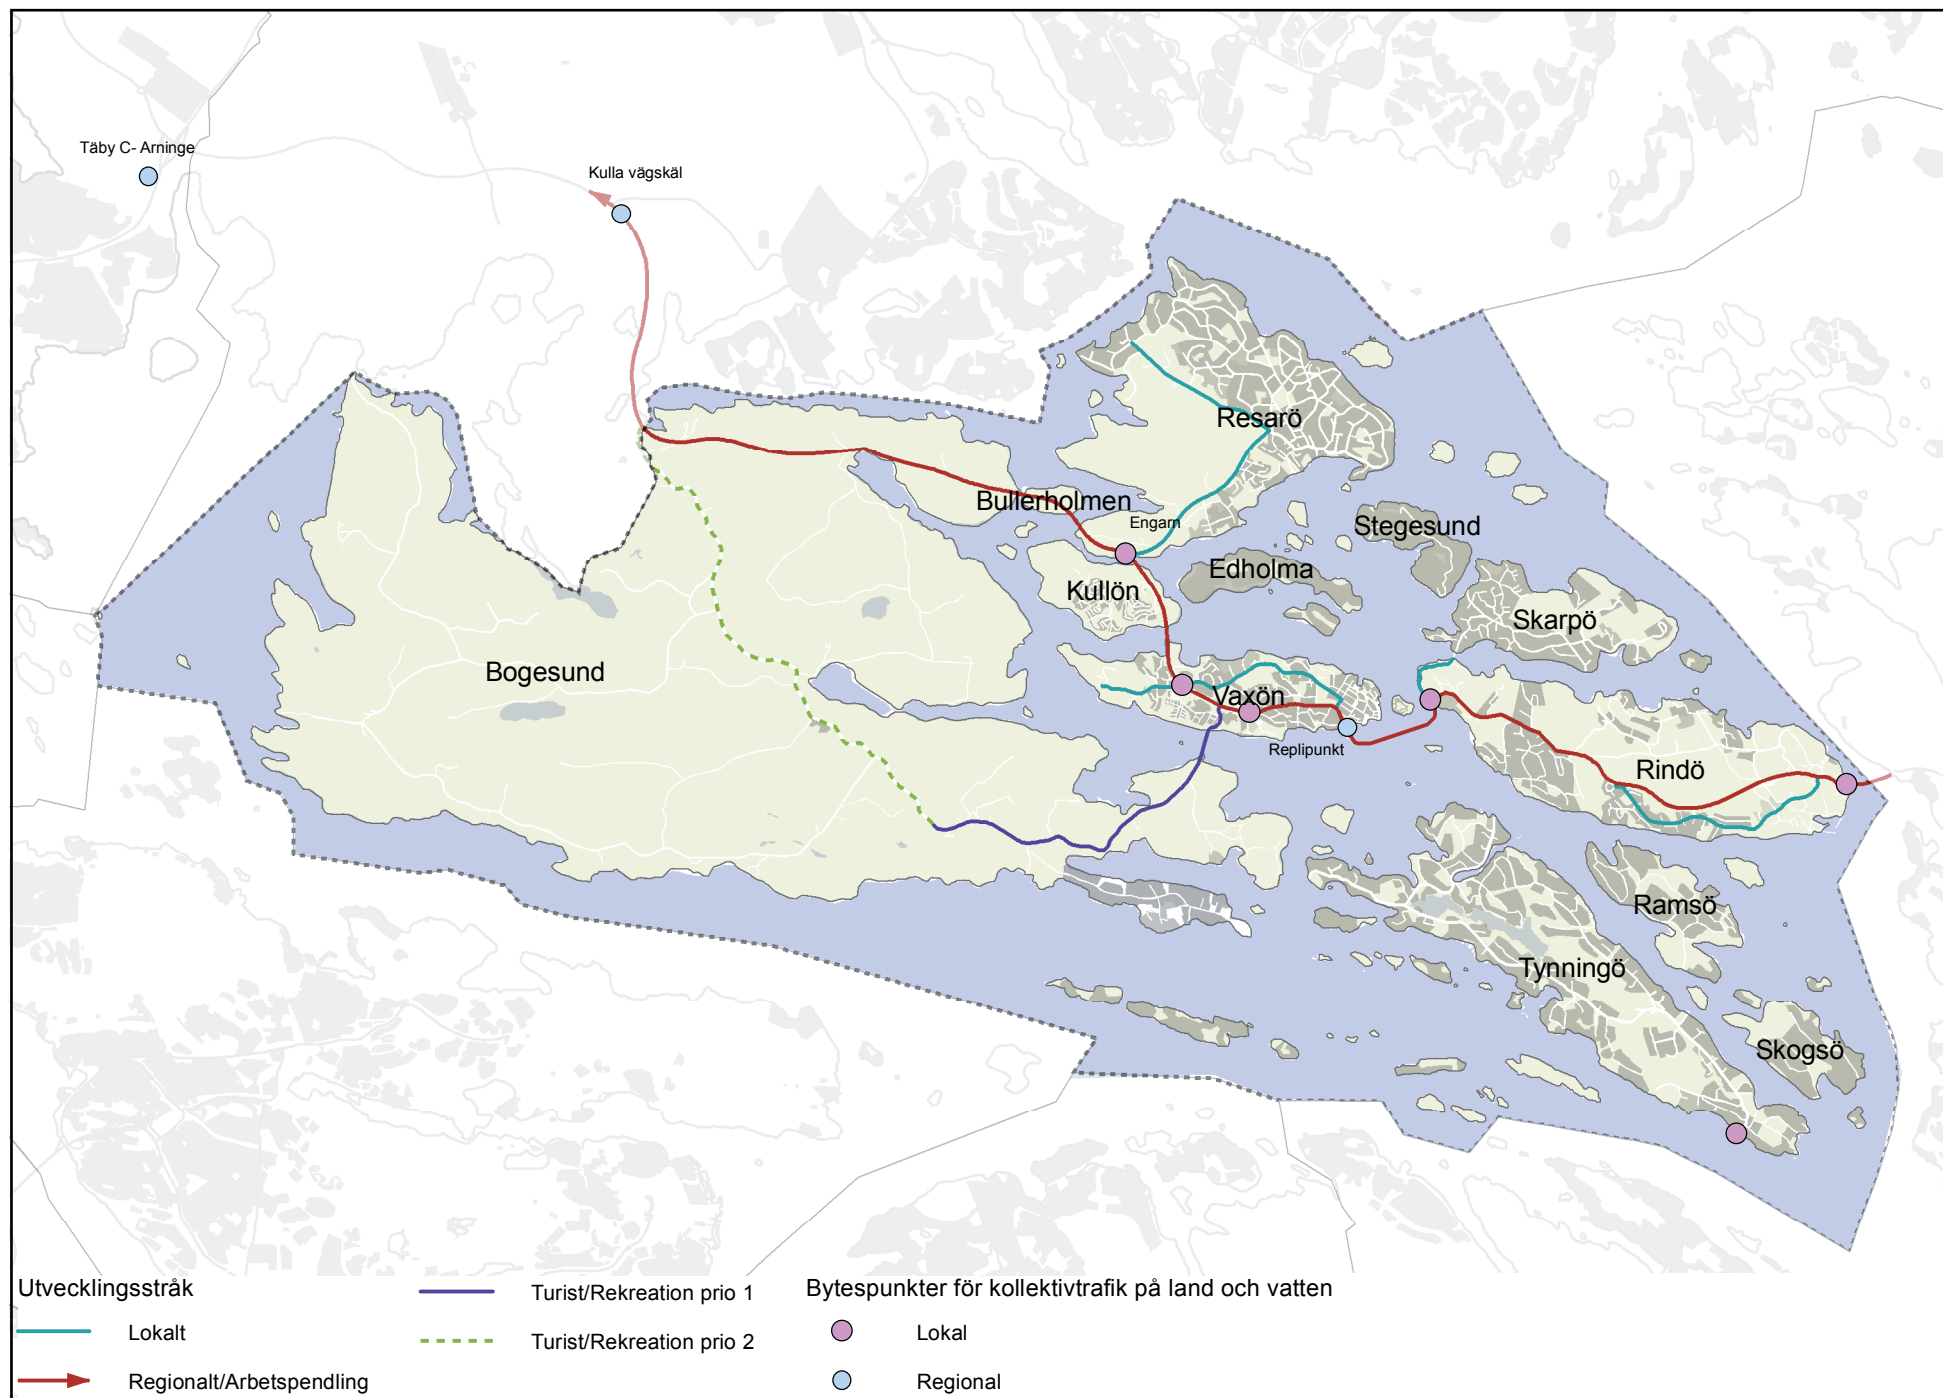 Täby C- Arninge
Kulla vägskäl
Resarö
Bullerholmen
Engarn
Stegesund
Edholma
Kullön
Skarpö
Bogesund
Vaxön
Replipunkt
Rindö
Ramsö
Tynningö
Skogsö
Utvecklingsstråk
Lokalt
Regionalt/Arbetspendling
Turist/Rekreation prio 1
Turist/Rekreation prio 2
Bytespunkter för kollektivtrafik på land och vatten
Lokal
Regional